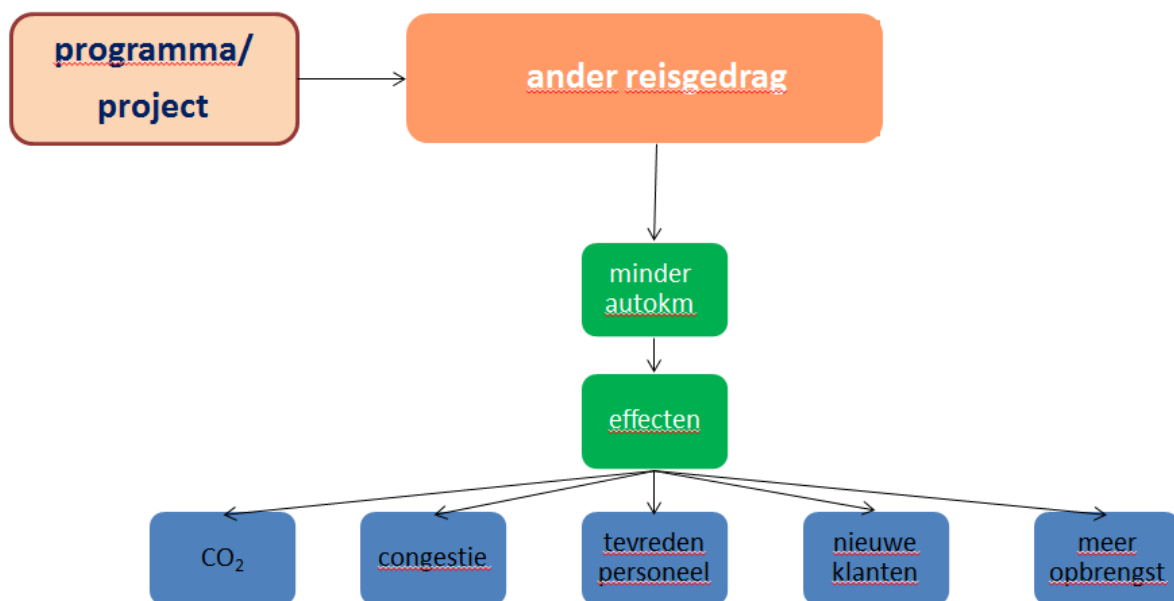 programma/
project
ander reisgedrag
minder
autokm
effecten
CO₂
congestie
tevreden
personeel
nieuwe
klanten
meer
opbrengst